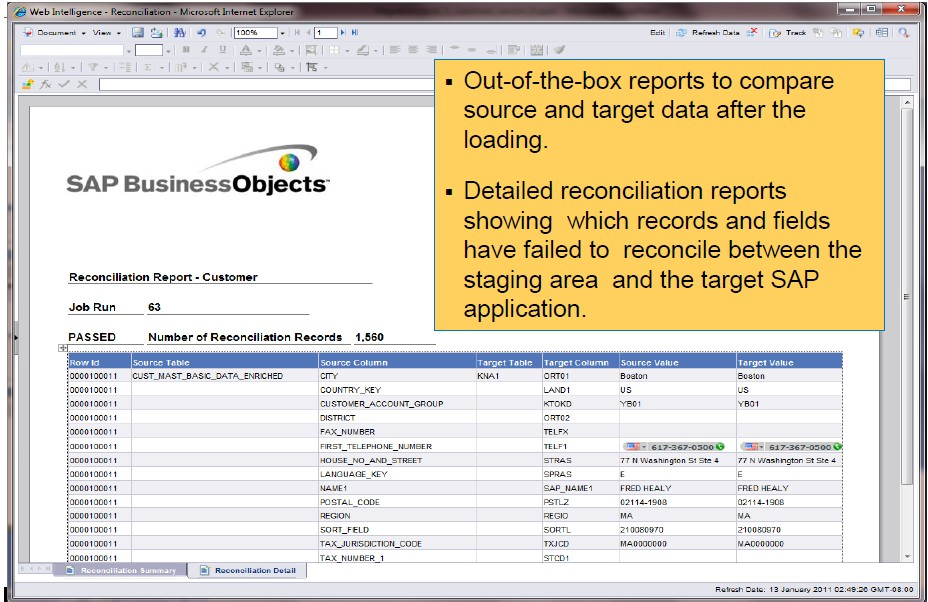 Web Intelligence - Reconciliation - Microsoft Internet Explorer
Document View 100% 1 Edit Refresh Data Track
▪ Out-of-the-box reports to compare
source and target data after the
loading.
▪ Detailed reconciliation reports
showing which records and fields
have failed to reconcile between the
staging area and the target SAP
application.
SAP BusinessObjects™
Reconciliation Report - Customer
Job Run 63
PASSED Number of Reconciliation Records 1,560
Row Id Source Table Source Column Target Table Target Column Source Value Target Value
0000100011 CUST_MAST_BASIC_DATA_ENRICHED CITY KNA1 ORT01 Boston Boston
0000100011 COUNTRY_KEY LAND1 US US
0000100011 CUSTOMER_ACCOUNT_GROUP KTOKD YB01 YB01
0000100011 DISTRICT ORT02
0000100011 FAX_NUMBER TELFX
0000100011 FIRST_TELEPHONE_NUMBER TELF1 617-367-0500 617-367-0500
0000100011 HOUSE_NO_AND_STREET STRAS 77 N Washington St Ste 4 77 N Washington St Ste 4
0000100011 LANGUAGE_KEY SPRAS E E
0000100011 NAME1 SAP_NAME1 FRED HEALY FRED HEALY
0000100011 POSTAL_CODE PSTLZ 02114-1908 02114-1908
0000100011 REGION REGIO MA MA
0000100011 SORT_FIELD SORTL 210080970 210080970
0000100011 TAX_JURISDICTION_CODE TXJCD MA0000000 MA0000000
0000100011 TAX_NUMBER_1 STCD1
Reconciliation Summary Reconciliation Detail
Refresh Date: 13 January 2011 02:49:26 GMT-08:00